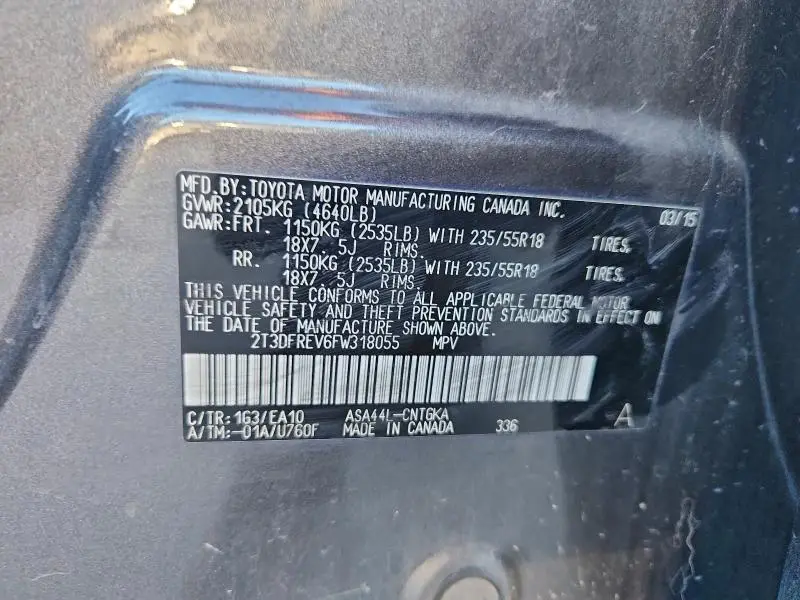 MFD.BY:TOYOTA MOTOR MANUFACTURING CANADA INC. 03/15
GVWR:2105KG (4640LB)
GAWR:FRT. 1150KG (2535LB) WITH 235/55R18 TIRES,
18X7.5J RIMS.
RR. 1150KG (2535LB) WITH 235/55R18 TIRES,
18X7.5J RIMS.
THIS VEHICLE CONFORMS TO ALL APPLICABLE FEDERAL MOTOR
VEHICLE SAFETY AND THEFT PREVENTION STANDARDS IN EFFECT ON
THE DATE OF MANUFACTURE SHOWN ABOVE.
2T3DFREV6FW318055 MPV
C/TR:1G3/EA10 ASA44L-CNTGKA
A/TM:-01A/U760F MADE IN CANADA 336 A